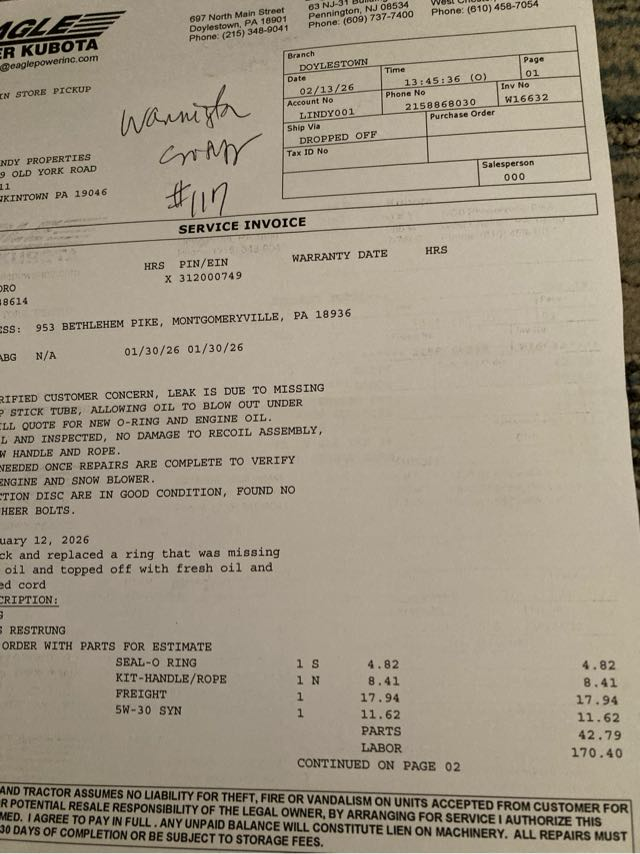 697 North Main Street
Doylestown, PA 18901
Phone: (215) 348-9041
63 NJ-31
Pennington, NJ 08534
Phone: (609) 737-7400
Phone: (610) 458-7054
AGLE
ER KUBOTA
@eaglepowerinc.com
IN STORE PICKUP
Branch
DOYLESTOWN
Date
02/13/26
Time
13:45:36 (O)
Page
01
Account No
LINDY001
Phone No
2158868030
Inv No
W16632
Ship Via
DROPPED OFF
Purchase Order
Tax ID No
Salesperson
000
#117
NDY PROPERTIES
9 OLD YORK ROAD
11
NKINTOWN PA 19046
SERVICE INVOICE
HRS PIN/EIN WARRANTY DATE HRS
X 312000749
ORO
48614
ESS: 953 BETHLEHEM PIKE, MONTGOMERYVILLE, PA 18936
ABG N/A 01/30/26 01/30/26
RIFIED CUSTOMER CONCERN, LEAK IS DUE TO MISSING
P STICK TUBE, ALLOWING OIL TO BLOW OUT UNDER
ILL QUOTE FOR NEW O-RING AND ENGINE OIL.
L AND INSPECTED, NO DAMAGE TO RECOIL ASSEMBLY,
W HANDLE AND ROPE.
NEEDED ONCE REPAIRS ARE COMPLETE TO VERIFY
ENGINE AND SNOW BLOWER.
CTION DISC ARE IN GOOD CONDITION, FOUND NO
HEER BOLTS.
uary 12, 2026
ck and replaced a ring that was missing
oil and topped off with fresh oil and
ed cord
CRIPTION:
G
S RESTRUNG
ORDER WITH PARTS FOR ESTIMATE
SEAL-O RING 1 S 4.82 4.82
KIT-HANDLE/ROPE 1 N 8.41 8.41
FREIGHT 1 17.94 17.94
5W-30 SYN 1 11.62 11.62
PARTS 42.79
LABOR 170.40
CONTINUED ON PAGE 02
AND TRACTOR ASSUMES NO LIABILITY FOR THEFT, FIRE OR VANDALISM ON UNITS ACCEPTED FROM CUSTOMER FOR
R POTENTIAL RESALE RESPONSIBILITY OF THE LEGAL OWNER, BY ARRANGING FOR SERVICE I AUTHORIZE THIS
MED. I AGREE TO PAY IN FULL. ANY UNPAID BALANCE WILL CONSTITUTE LIEN ON MACHINERY. ALL REPAIRS MUST
30 DAYS OF COMPLETION OR BE SUBJECT TO STORAGE FEES.